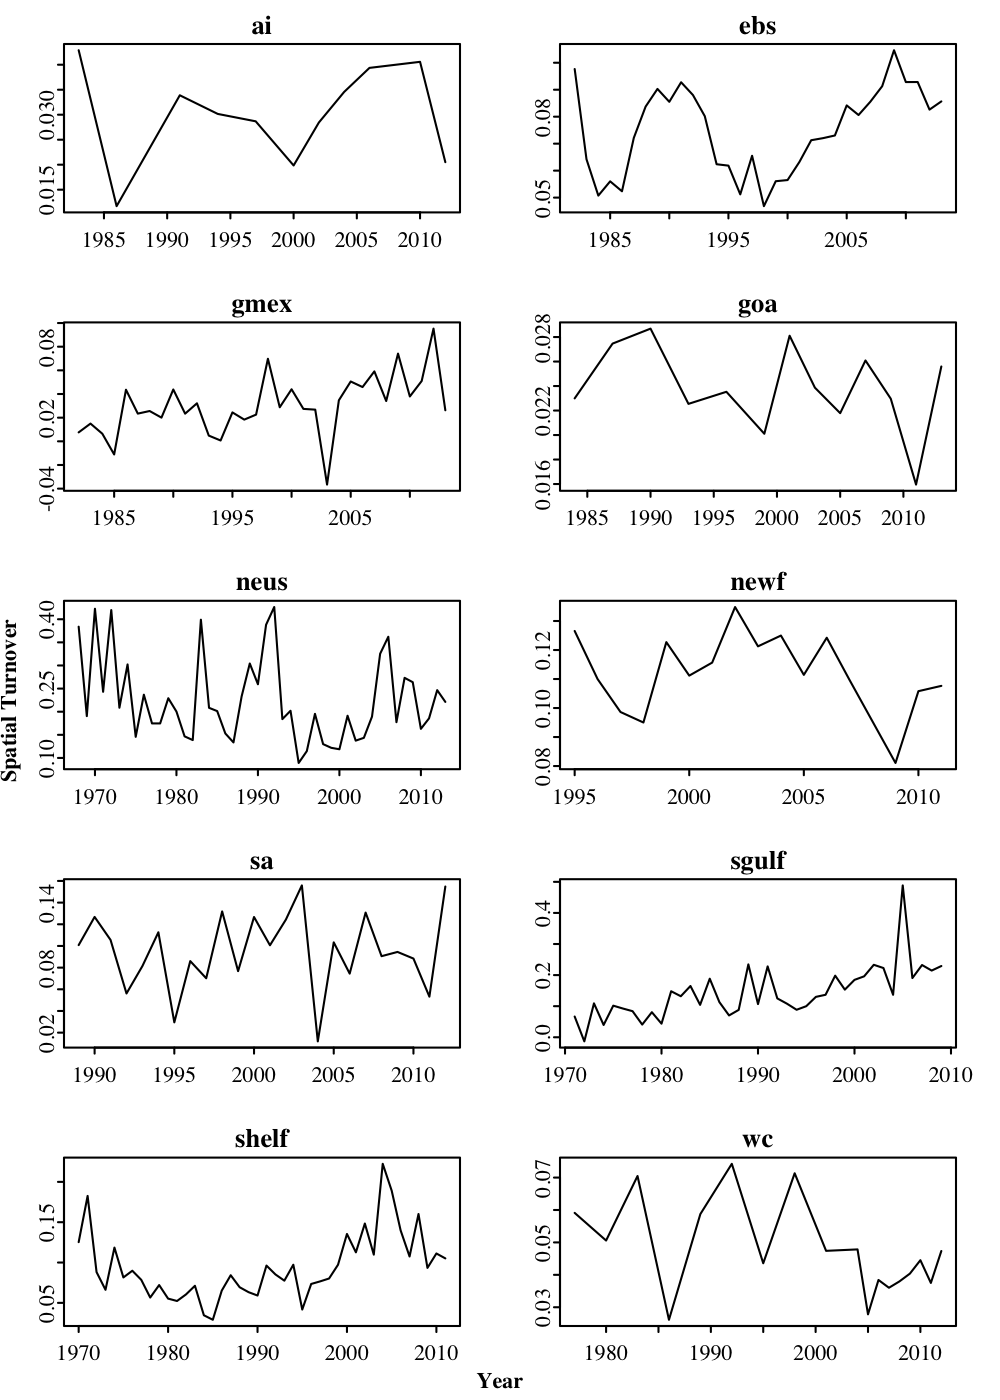 ai
0.015 0.030
1985 1990 1995 2000 2005 2010
ebs
0.05 0.08
1985 1995 2005
gmex
-0.04 0.02 0.08
1985 1995 2005
goa
0.016 0.022 0.028
1985 1990 1995 2000 2005 2010
neus
0.10 0.25 0.40
1970 1980 1990 2000 2010
newf
0.08 0.10 0.12
1995 2000 2005 2010
sa
0.02 0.08 0.14
1990 1995 2000 2005 2010
sgulf
0.0 0.2 0.4
1970 1980 1990 2000 2010
shelf
0.05 0.15
1970 1980 1990 2000 2010
wc
0.03 0.05 0.07
1980 1990 2000 2010
Spatial Turnover
Year